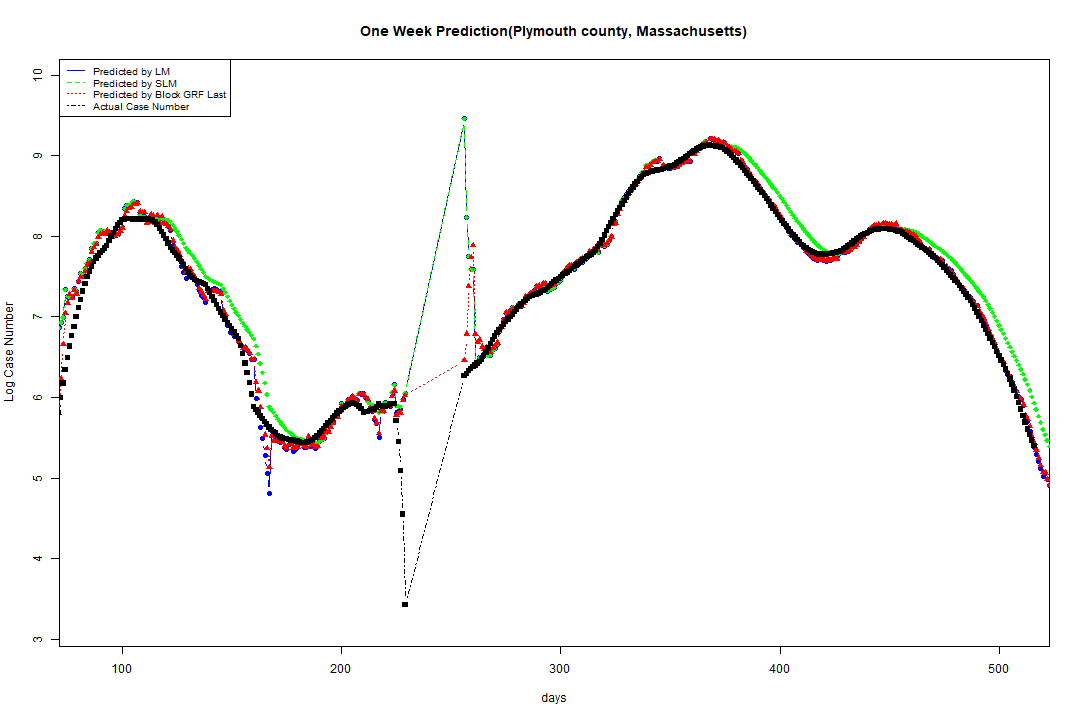 One Week Prediction(Plymouth county, Massachusetts)
Predicted by LM
Predicted by SLM
Predicted by Block GRF Last
Actual Case Number
Log Case Number
10
9
8
7
6
5
4
3
100 200 300 400 500
days